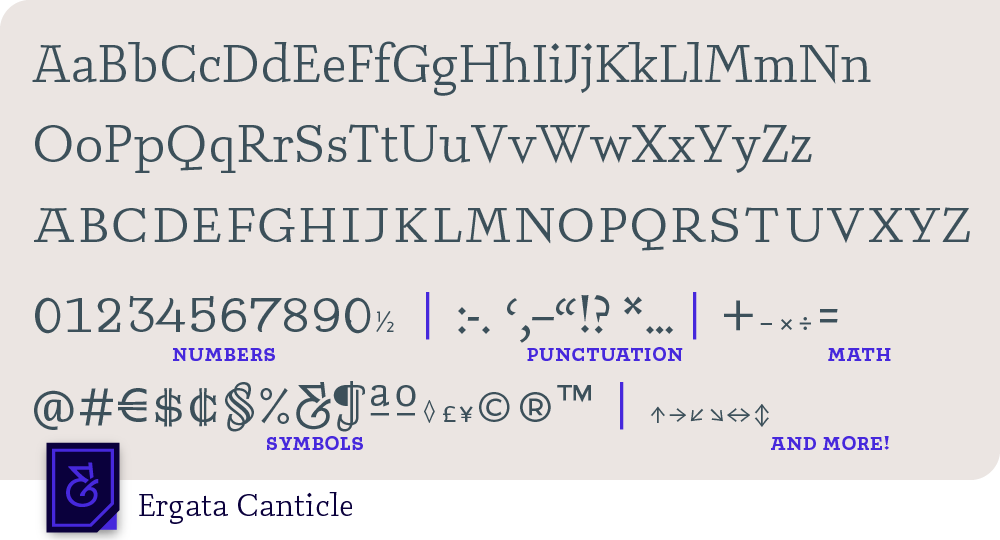 AaBbCcDdEeFfGgHhIiJjKkLlMmNn
OoPpQqRrSsTtUuVvWwXxYyZz
ABCDEFGHIJKLMNOPQRSTUVXYZ
01234567890½ | :-. ‘,–“!? *… | +−×÷=
NUMBERS PUNCTUATION MATH
@#€$¢§%&¶ªº◊£¥©®™ | ↑→↙↘↔↕
SYMBOLS AND MORE!
&
Ergata Canticle